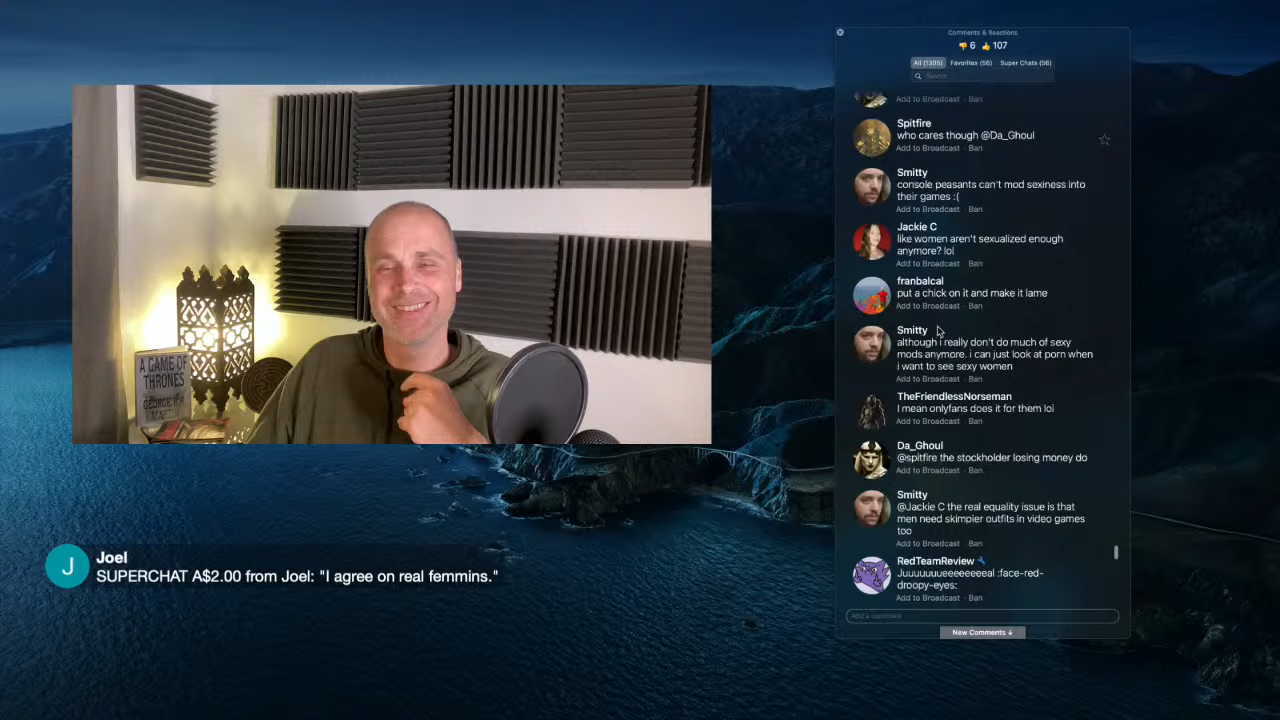 Comments & Reactions
👎 6 👍 107
All (1305) Favorites (56) Super Chats (56)
Search
Add to Broadcast · Ban
Spitfire
who cares though @Da_Ghoul
Add to Broadcast · Ban
Smitty
console peasants can't mod sexiness into
their games :(
Add to Broadcast · Ban
Jackie C
like women aren't sexualized enough
anymore? lol
Add to Broadcast · Ban
franbalcal
put a chick on it and make it lame
Add to Broadcast · Ban
Smitty
although i really don't do much of sexy
mods anymore. i can just look at porn when
i want to see sexy women
Add to Broadcast · Ban
TheFriendlessNorseman
I mean onlyfans does it for them lol
Add to Broadcast · Ban
Da_Ghoul
@spitfire the stockholder losing money do
Add to Broadcast · Ban
Smitty
@Jackie C the real equality issue is that
men need skimpier outfits in video games
too
Add to Broadcast · Ban
RedTeamReview
Juuuuuuueeeeeeeal :face-red-
droopy-eyes:
Add to Broadcast · Ban
Add a comment
New Comments ↓
A GAME OF
THRONES
GEORGE R.R.
J
Joel
SUPERCHAT A$2.00 from Joel: "I agree on real femmins."